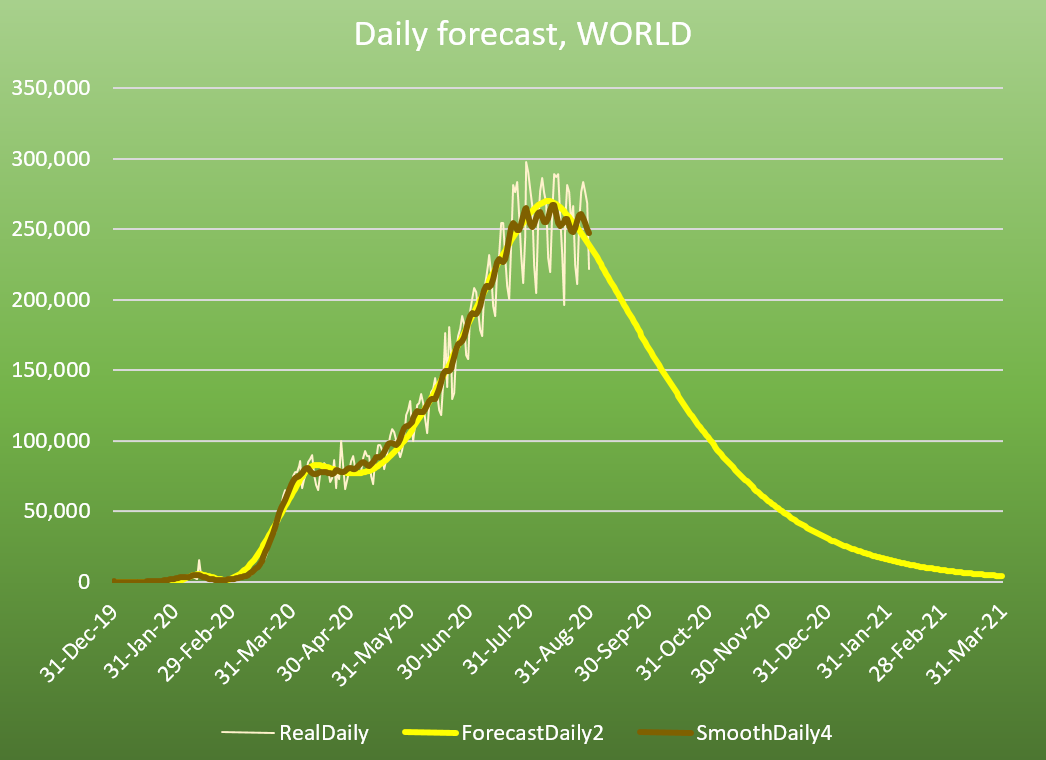 Daily forecast, WORLD
350,000
300,000
250,000
200,000
150,000
100,000
50,000
0
31-Dec-19
31-Jan-20
29-Feb-20
31-Mar-20
30-Apr-20
31-May-20
30-Jun-20
31-Jul-20
31-Aug-20
30-Sep-20
31-Oct-20
30-Nov-20
31-Dec-20
31-Jan-21
28-Feb-21
31-Mar-21
RealDaily ForecastDaily2 SmoothDaily4